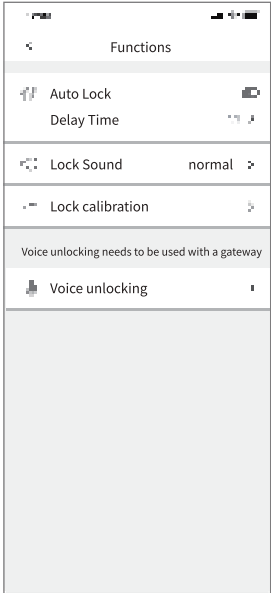 Functions
Auto Lock
Delay Time
Lock Sound normal
Lock calibration
Voice unlocking needs to be used with a gateway
Voice unlocking